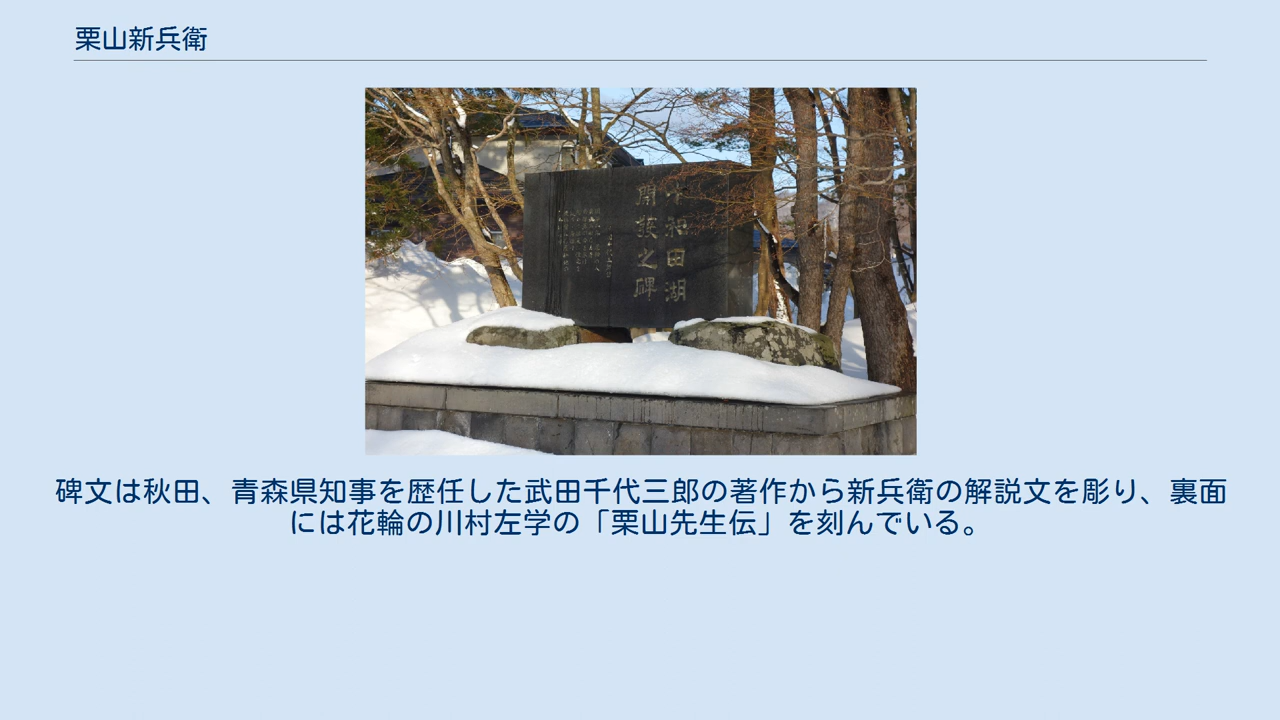 栗山新兵衛
十和田湖
開発之碑
碑文は秋田、青森県知事を歴任した武田千代三郎の著作から新兵衛の解説文を彫り、裏面
には花輪の川村左学の「栗山先生伝」を刻んでいる。